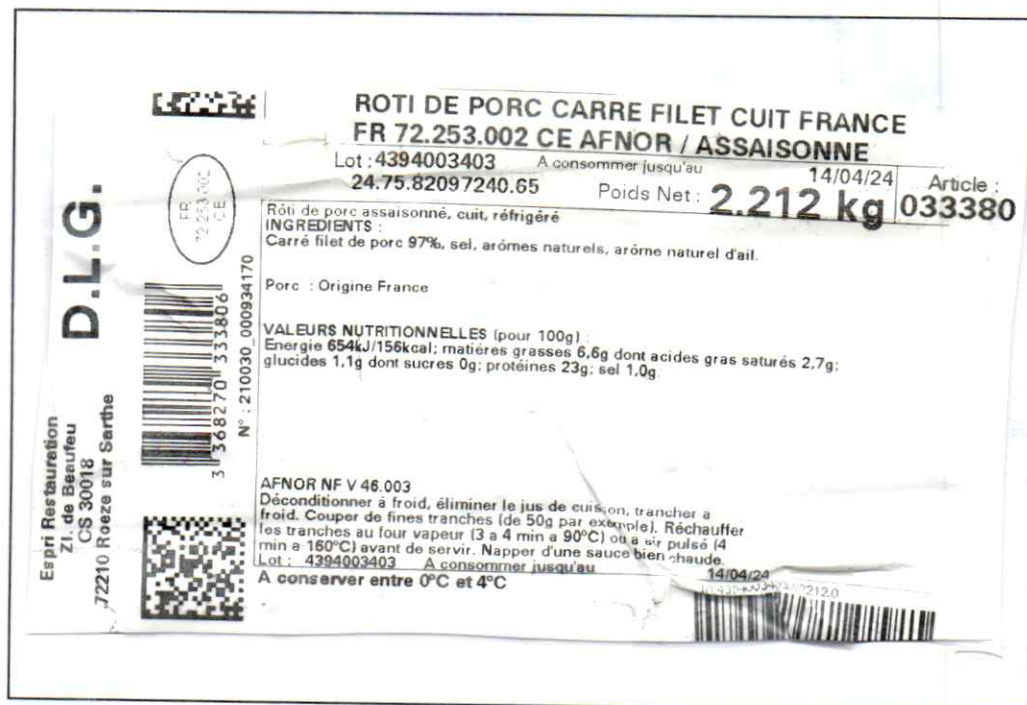 ROTI DE PORC CARRE FILET CUIT FRANCE
FR 72.253.002 CE AFNOR / ASSAISONNE
Lot : 4394003403 A consommer jusqu'au 14/04/24
24.75.82097240.65 Poids Net : 2.212 kg
Article :
033380
Rôti de porc assaisonné, cuit, réfrigéré
INGREDIENTS :
Carré filet de porc 97%, sel, arômes naturels, arôme naturel d'ail.
Porc : Origine France
VALEURS NUTRITIONNELLES (pour 100g) :
Energie 654kJ/156kcal; matières grasses 6,6g dont acides gras saturés 2,7g;
glucides 1,1g dont sucres 0g; protéines 23g; sel 1,0g.
AFNOR NF V 46.003
Déconditionner à froid, éliminer le jus de cuisson, trancher a
froid. Couper de fines tranches (de 50g par exemple). Réchauffer
les tranches au four vapeur (3 a 4 min a 90°C) ou a air pulsé (4
min a 160°C) avant de servir. Napper d'une sauce bien chaude.
Lot : 4394003403 A consommer jusqu'au 14/04/24
A conserver entre 0°C et 4°C
D.L.G.
Espri Restauration
ZI. de Beaufeu
CS 30018
72210 Roeze sur Sarthe
FR
72.253.002
CE
3 368270 333806
N° : 210030_000934170